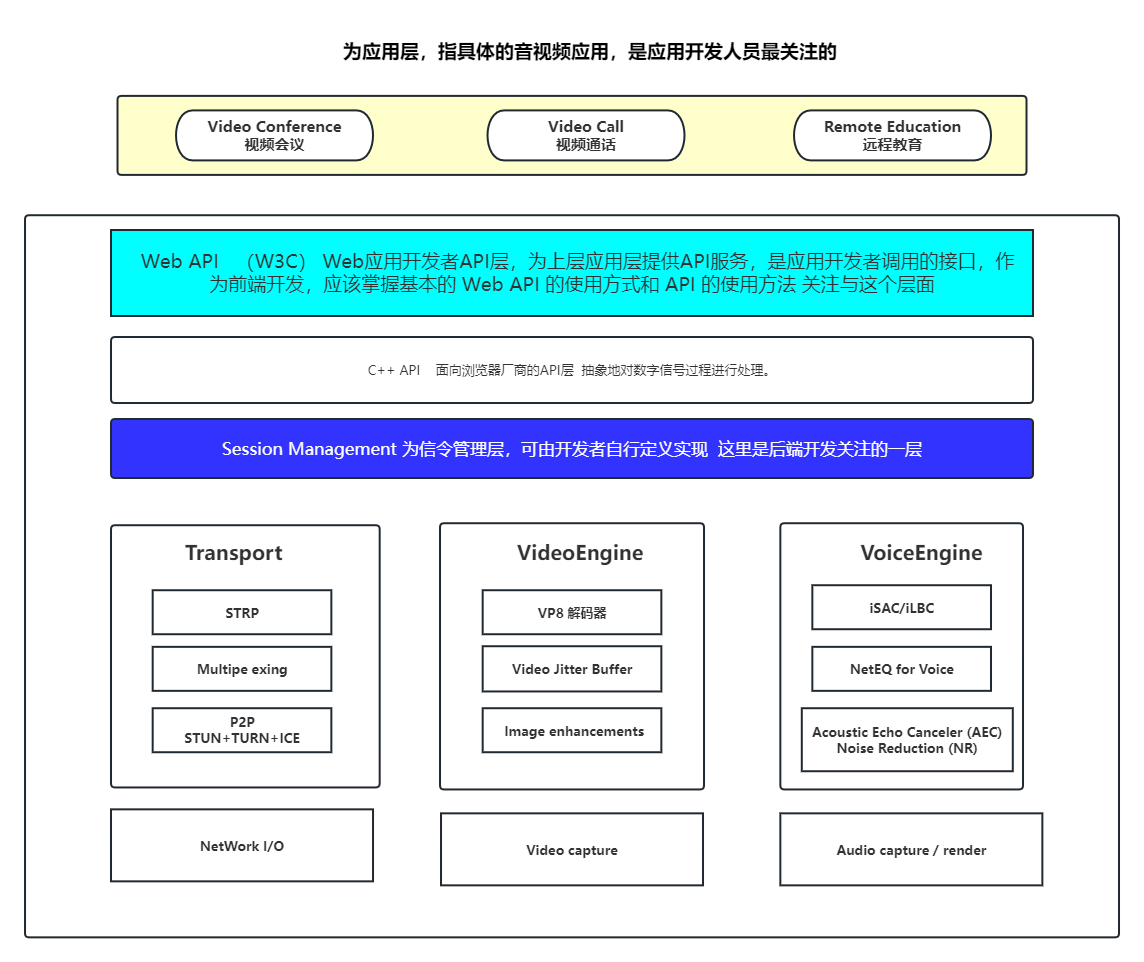 为应用层，指具体的音视频应用，是应用开发人员最关注的
Video Conference
视频会议
Video Call
视频通话
Remote Education
远程教育
Web API （W3C） Web应用开发者API层，为上层应用层提供API服务，是应用开发者调用的接口，作
为前端开发，应该掌握基本的 Web API 的使用方式和 API 的使用方法 关注与这个层面
C++ API 面向浏览器厂商的API层 抽象地对数字信号过程进行处理。
Session Management 为信令管理层，可由开发者自行定义实现 这里是后端开发关注的一层
Transport
STRP
Multipe exing
P2P
STUN+TURN+ICE
VideoEngine
VP8 解码器
Video Jitter Buffer
Image enhancements
VoiceEngine
iSAC/iLBC
NetEQ for Voice
Acoustic Echo Canceler (AEC)
Noise Reduction (NR)
NetWork I/O
Video capture
Audio capture / render